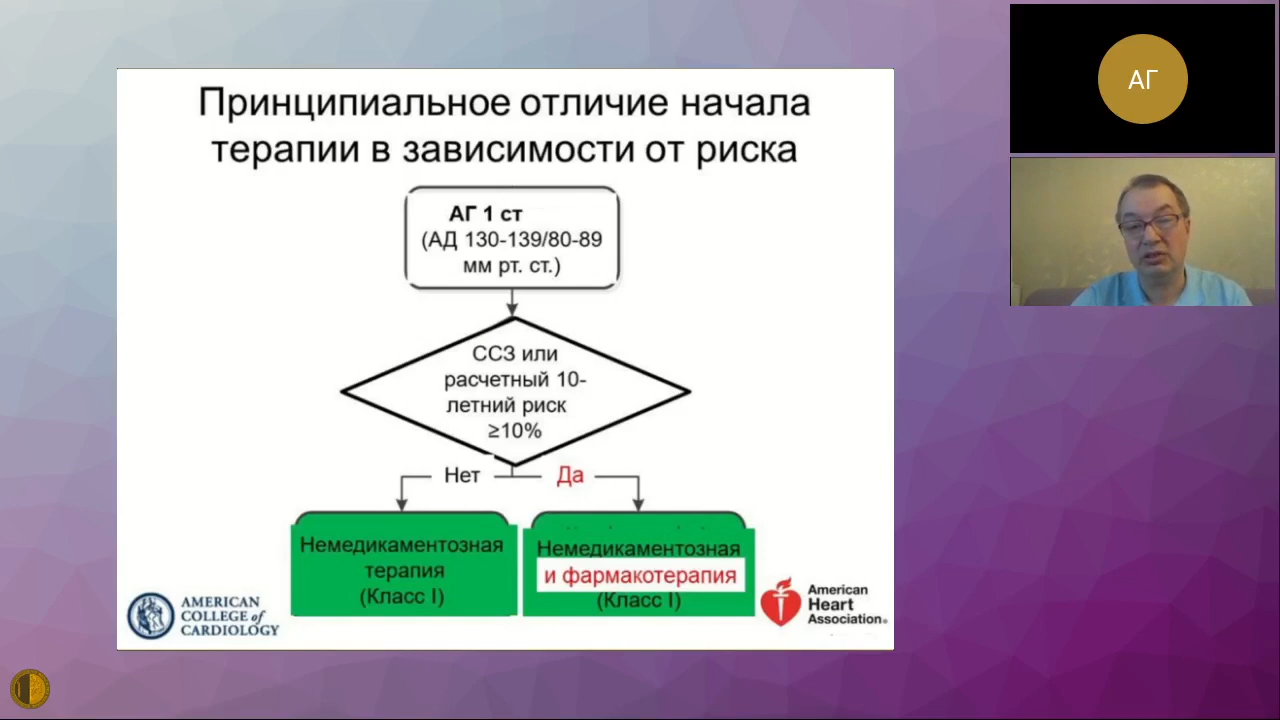 Принципиальное отличие начала
терапии в зависимости от риска
АГ 1 ст
(АД 130-139/80-89
мм рт. ст.)
ССЗ или
расчетный 10-
летний риск
≥10%
Нет
Да
Немедикаментозная
терапия
(Класс I)
Немедикаментозная
и фармакотерапия
(Класс I)
AMERICAN
COLLEGE of
CARDIOLOGY
American
Heart
Association®
АГ